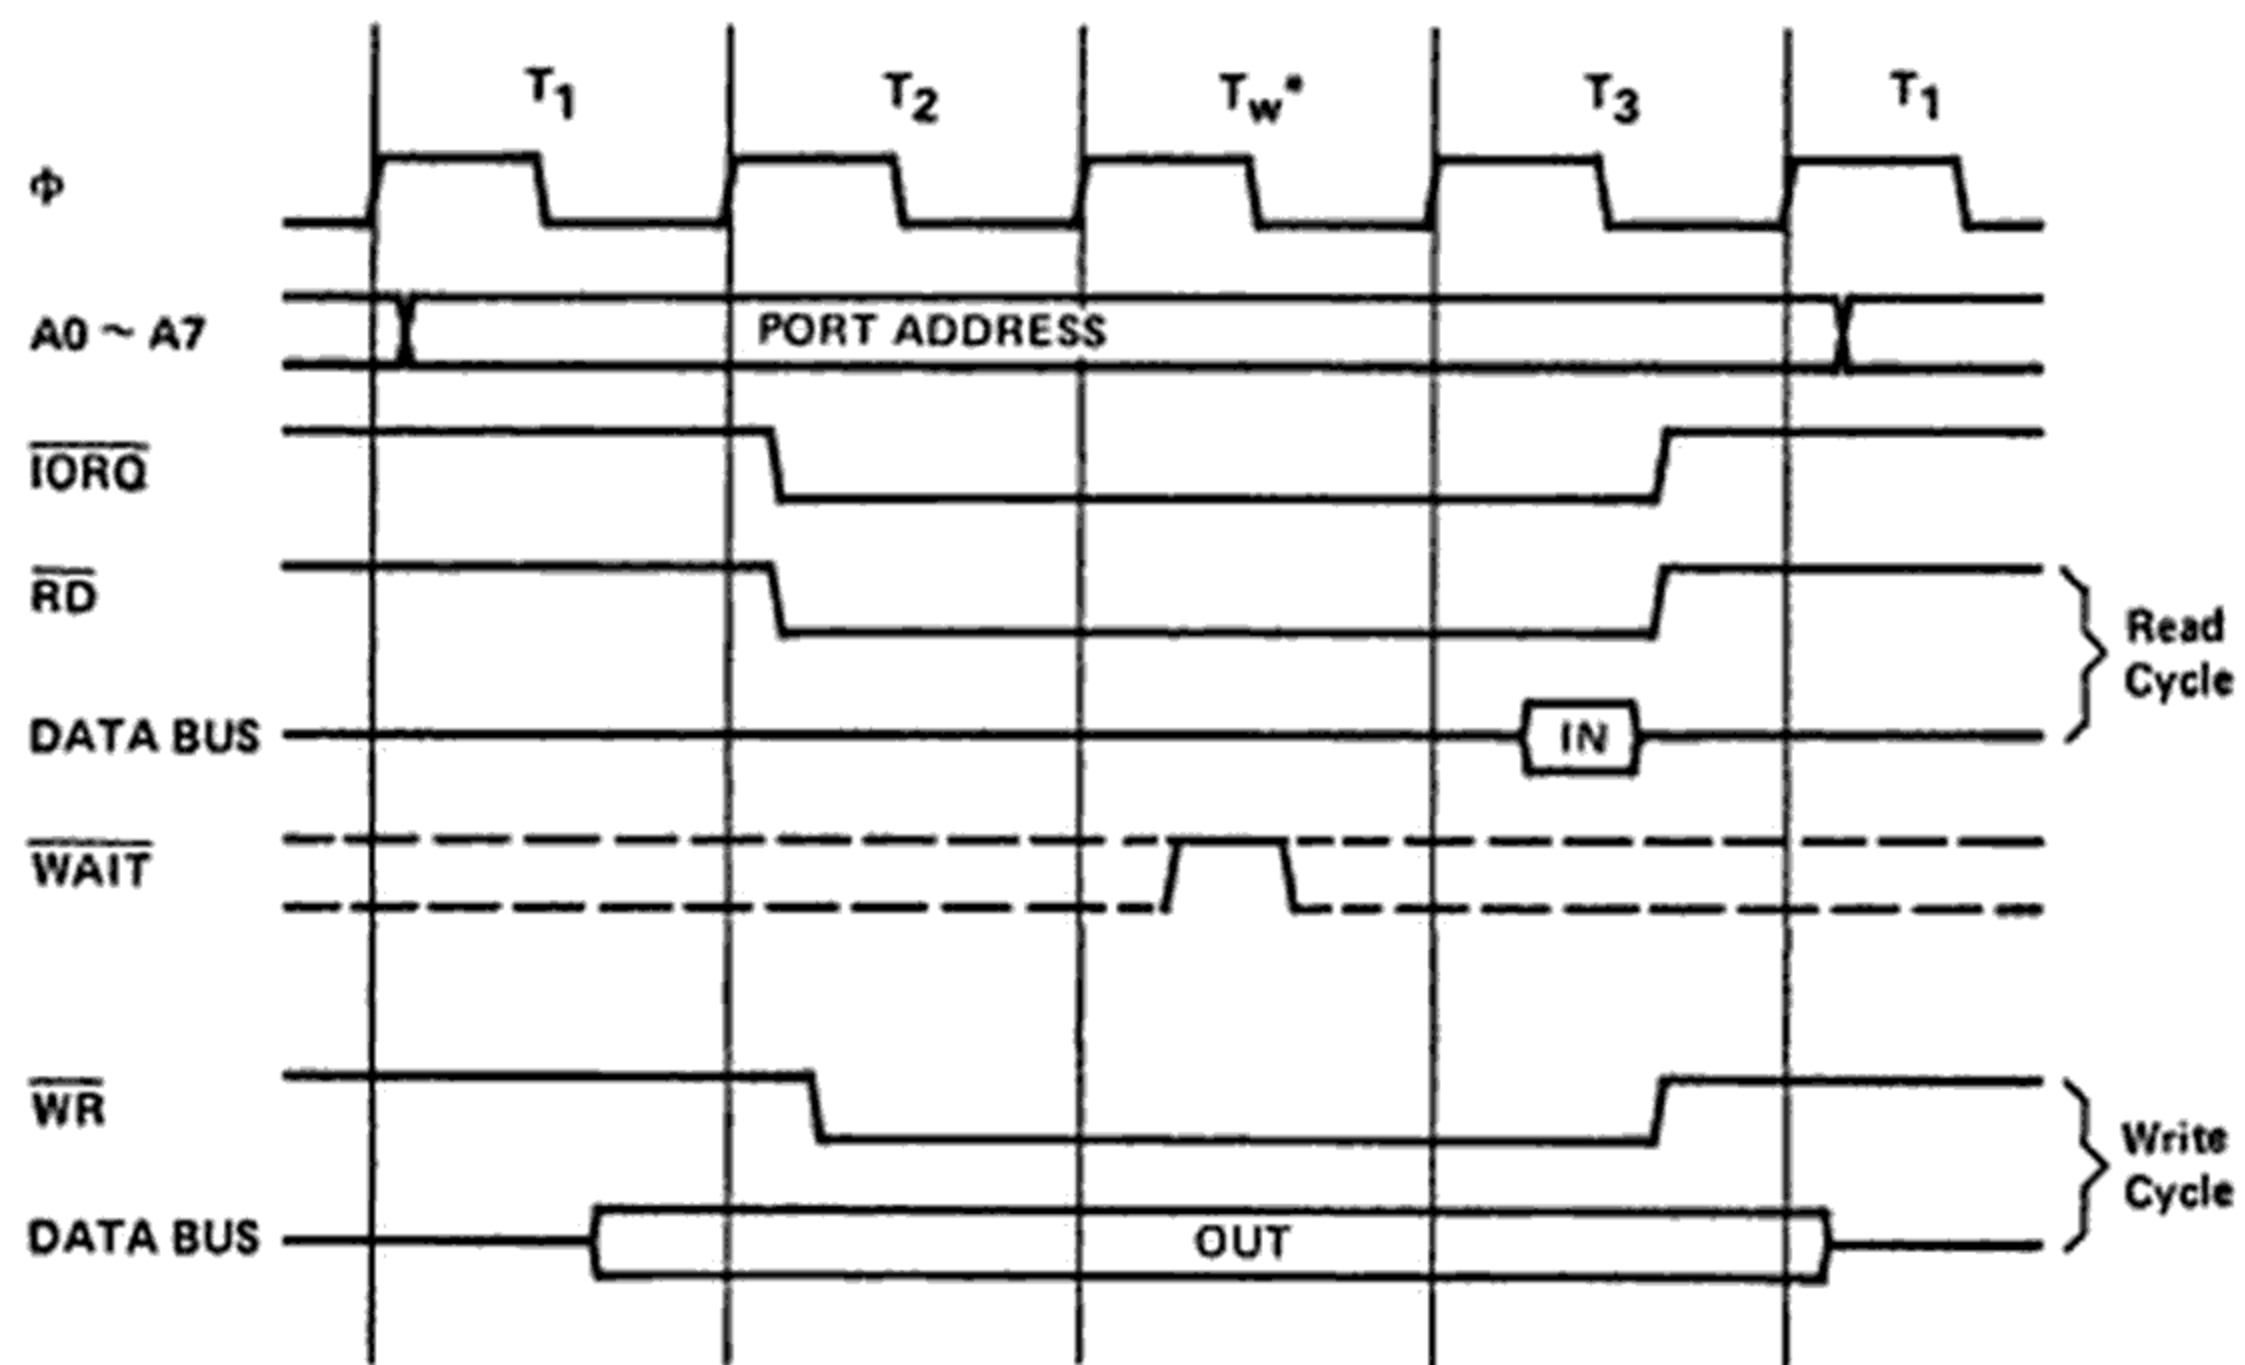 T1 T2 Tw* T3 T1
ϕ
A0 ~ A7 PORT ADDRESS
IORQ
RD
Read
Cycle
DATA BUS IN
WAIT
WR
Write
Cycle
DATA BUS OUT